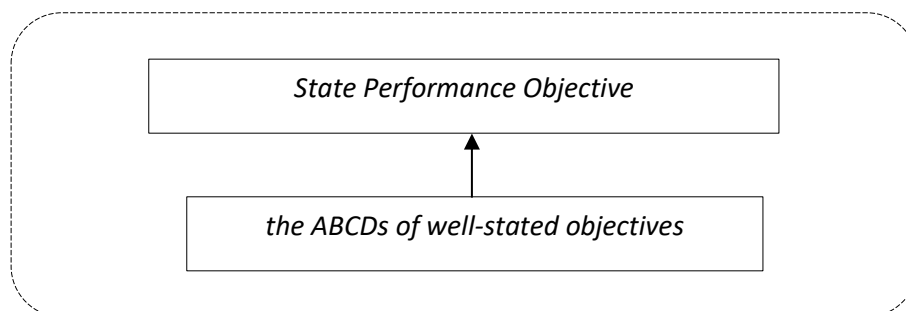 State Performance Objective
the ABCDs of well-stated objectives